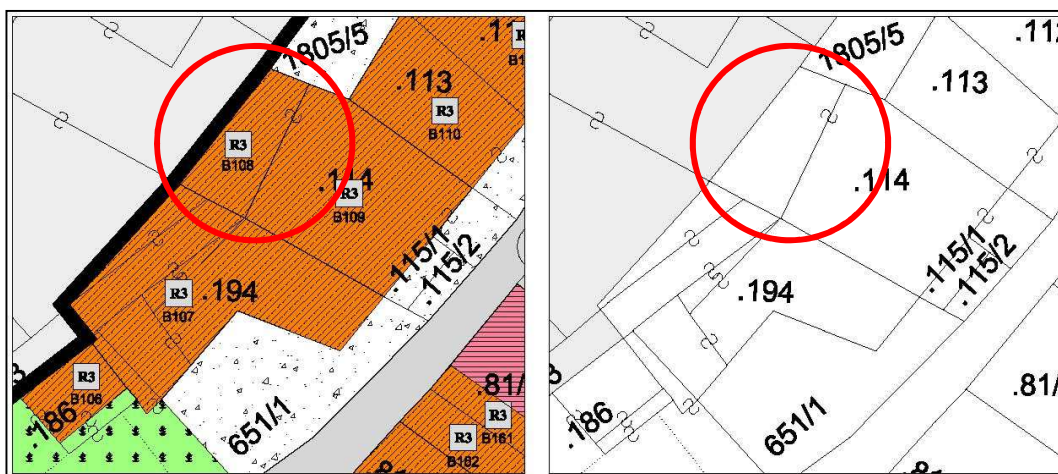 1805/5
.113
R3
B110
R3
B108
.114
R3
B109
.115/1
.115/2
R3
B107
.194
R3
B106
.186
651/1
.81/
R3
B161
R3
B162
1805/5
.112
.113
.114
.115/1
.115/2
.194
.186
651/1
.81/